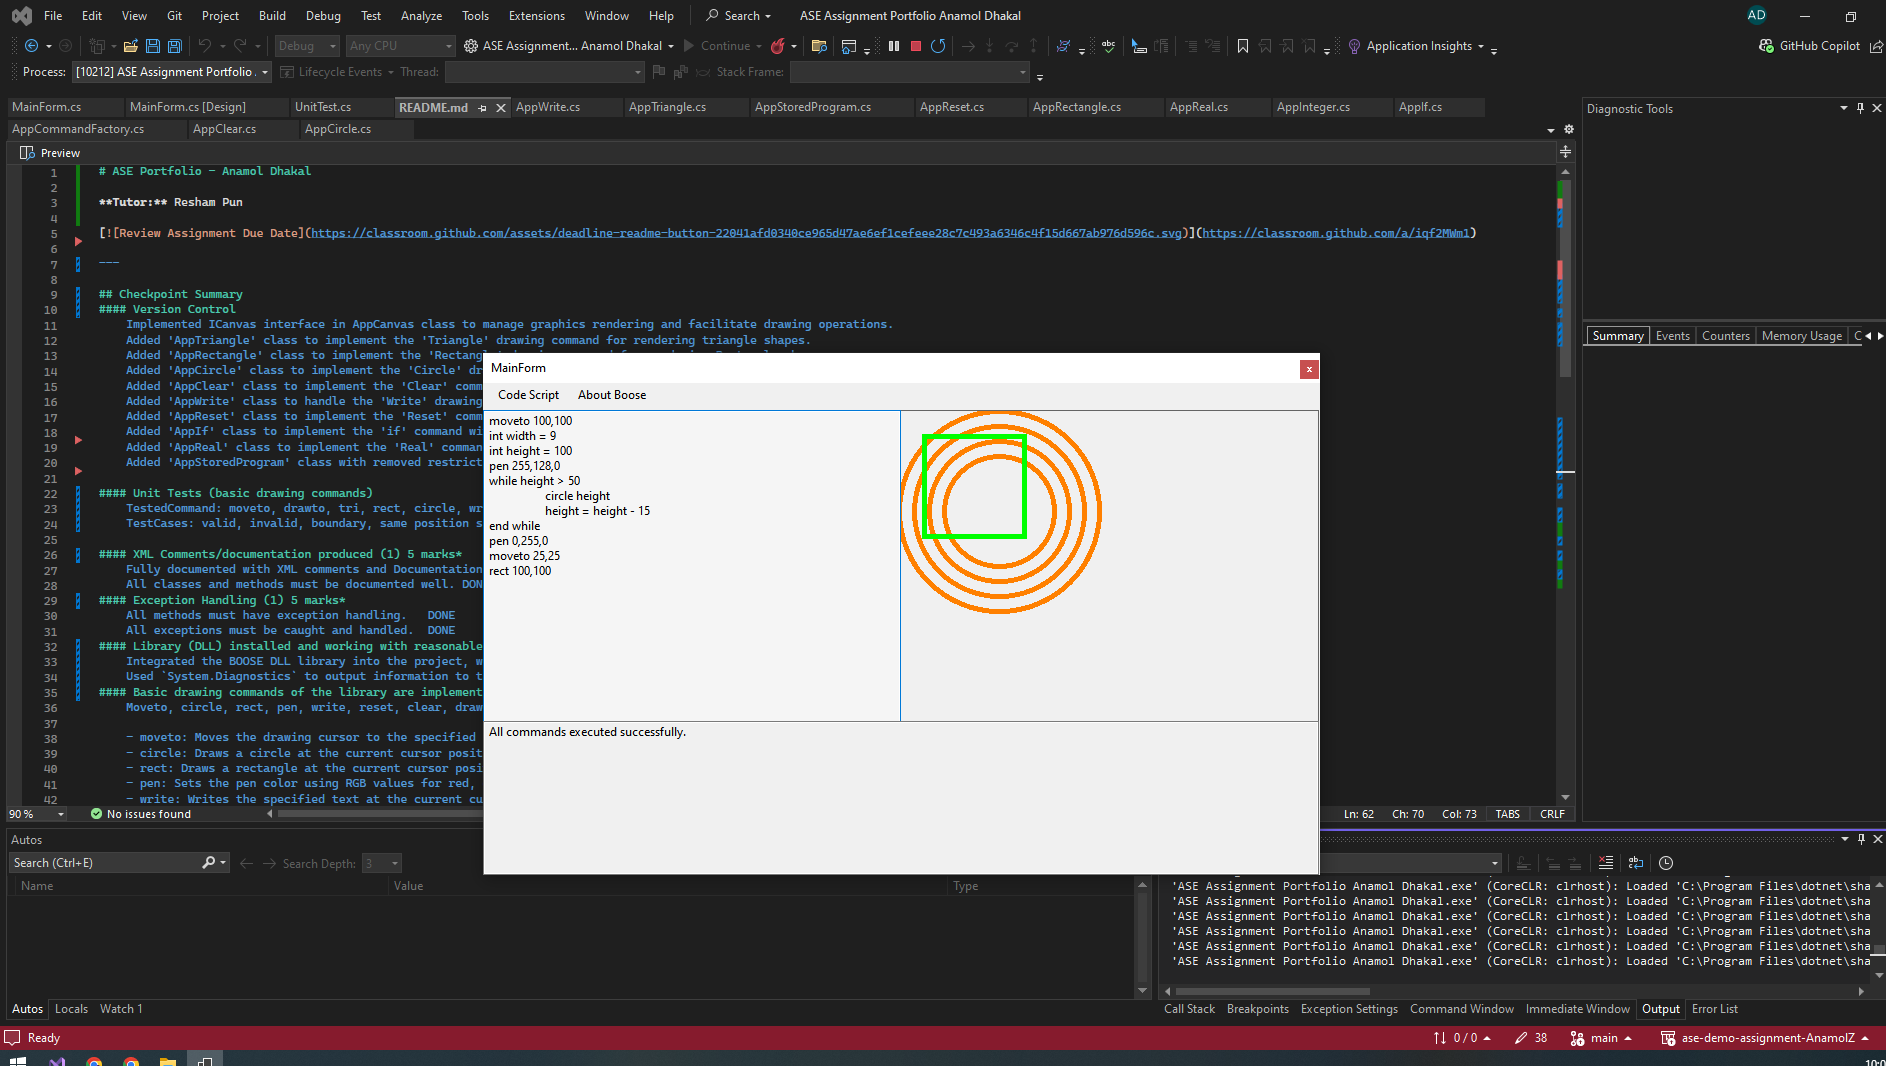 File Edit View Git Project Build Debug Test Analyze Tools Extensions Window Help Search ASE Assignment Portfolio Anamol Dhakal AD
Debug Any CPU ASE Assignment... Anamol Dhakal Continue Application Insights GitHub Copilot
Process: [10212] ASE Assignment Portfolio . Lifecycle Events Thread: Stack Frame:
MainForm.cs MainForm.cs [Design] UnitTest.cs README.md AppWrite.cs AppTriangle.cs AppStoredProgram.cs AppReset.cs AppRectangle.cs AppReal.cs AppInteger.cs AppIf.cs
AppCommandFactory.cs AppClear.cs AppCircle.cs
Preview
1 # ASE Portfolio - Anamol Dhakal
2
3 **Tutor:** Resham Pun
4
5 [![Review Assignment Due Date](https://classroom.github.com/assets/deadline-readme-button-22041afd0340ce965d47ae6ef1cefeee28c7c493a6346c4f15d667ab976d596c.svg)](https://classroom.github.com/a/iqf2MWm1)
6
7 ---
8
9 ## Checkpoint Summary
10 #### Version Control
11 Implemented ICanvas interface in AppCanvas class to manage graphics rendering and facilitate drawing operations.
12 Added 'AppTriangle' class to implement the 'Triangle' drawing command for rendering triangle shapes.
13 Added 'AppRectangle' class to implement the 'Rectangl
14 Added 'AppCircle' class to implement the 'Circle' dr
15 Added 'AppClear' class to implement the 'Clear' comm
16 Added 'AppWrite' class to handle the 'Write' drawing
17 Added 'AppReset' class to implement the 'Reset' comm
18 Added 'AppIf' class to implement the 'if' command wi
19 Added 'AppReal' class to implement the 'Real' comman
20 Added 'AppStoredProgram' class with removed restrict
21
22 #### Unit Tests (basic drawing commands)
23 TestedCommand: moveto, drawto, tri, rect, circle, wr
24 TestCases: valid, invalid, boundary, same position s
25
26 #### XML Comments/documentation produced (1) 5 marks*
27 Fully documented with XML comments and Documentation
28 All classes and methods must be documented well. DON
29 #### Exception Handling (1) 5 marks*
30 All methods must have exception handling. DONE
31 All exceptions must be caught and handled. DONE
32 #### Library (DLL) installed and working with reasonable
33 Integrated the BOOSE DLL library into the project, w
34 Used `System.Diagnostics` to output information to t
35 #### Basic drawing commands of the library are implement
36 Moveto, circle, rect, pen, write, reset, clear, draw
37
38 - moveto: Moves the drawing cursor to the specified
39 - circle: Draws a circle at the current cursor posit
40 - rect: Draws a rectangle at the current cursor posi
41 - pen: Sets the pen color using RGB values for red,
42 - write: Writes the specified text at the current cu
90 % No issues found Ln: 62 Ch: 70 Col: 73 TABS CRLF
MainForm x
Code Script About Boose
moveto 100,100
int width = 9
int height = 100
pen 255,128,0
while height > 50
circle height
height = height - 15
end while
pen 0,255,0
moveto 25,25
rect 100,100
All commands executed successfully.
Diagnostic Tools
Summary Events Counters Memory Usage C
Autos
Search (Ctrl+E) Search Depth: 3
Name Value Type
Autos Locals Watch 1
'ASE Assignment Portfolio Anamol Dhakal.exe' (CoreCLR: clrhost): Loaded 'C:\Program Files\dotnet\sha
'ASE Assignment Portfolio Anamol Dhakal.exe' (CoreCLR: clrhost): Loaded 'C:\Program Files\dotnet\sha
'ASE Assignment Portfolio Anamol Dhakal.exe' (CoreCLR: clrhost): Loaded 'C:\Program Files\dotnet\sha
'ASE Assignment Portfolio Anamol Dhakal.exe' (CoreCLR: clrhost): Loaded 'C:\Program Files\dotnet\sha
'ASE Assignment Portfolio Anamol Dhakal.exe' (CoreCLR: clrhost): Loaded 'C:\Program Files\dotnet\sha
'ASE Assignment Portfolio Anamol Dhakal.exe' (CoreCLR: clrhost): Loaded 'C:\Program Files\dotnet\sha
Call Stack Breakpoints Exception Settings Command Window Immediate Window Output Error List
Ready 0 / 0 38 main ase-demo-assignment-AnamolZ